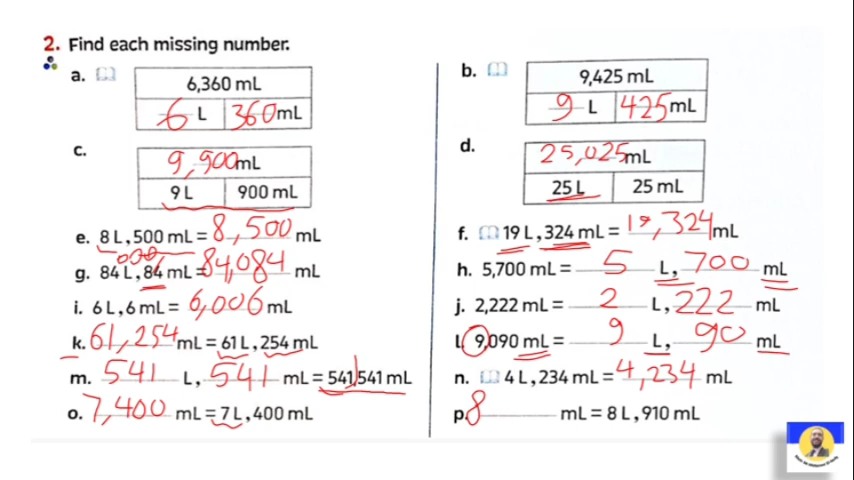 2. Find each missing number.
a.
6,360 mL
6 L 360 mL
b.
9,425 mL
9 L 425 mL
c.
9,900 mL
9 L 900 mL
d.
25,025 mL
25 L 25 mL
e. 8 L, 500 mL = 8,500 mL
f. 19 L, 324 mL = 19,324 mL
g. 84 L, 84 mL = 84,084 mL
h. 5,700 mL = 5 L, 700 mL
i. 6 L, 6 mL = 6,006 mL
j. 2,222 mL = 2 L, 222 mL
k. 61,254 mL = 61 L, 254 mL
l. 9,090 mL = 9 L, 90 mL
m. 541 L, 541 mL = 541,541 mL
n. 4 L, 234 mL = 4,234 mL
o. 7,400 mL = 7 L, 400 mL
p. 8 mL = 8 L, 910 mL